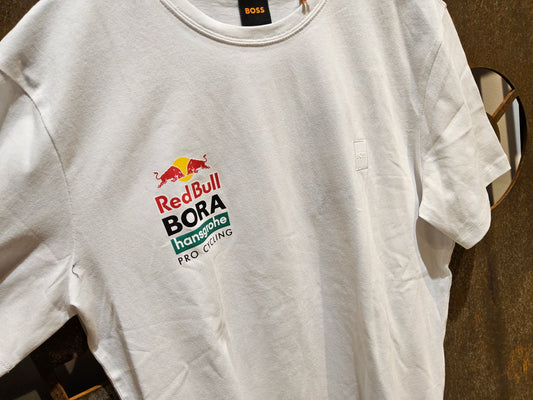 BOSS
Red Bull
BORA
hansgrohe
PRO CYCLING